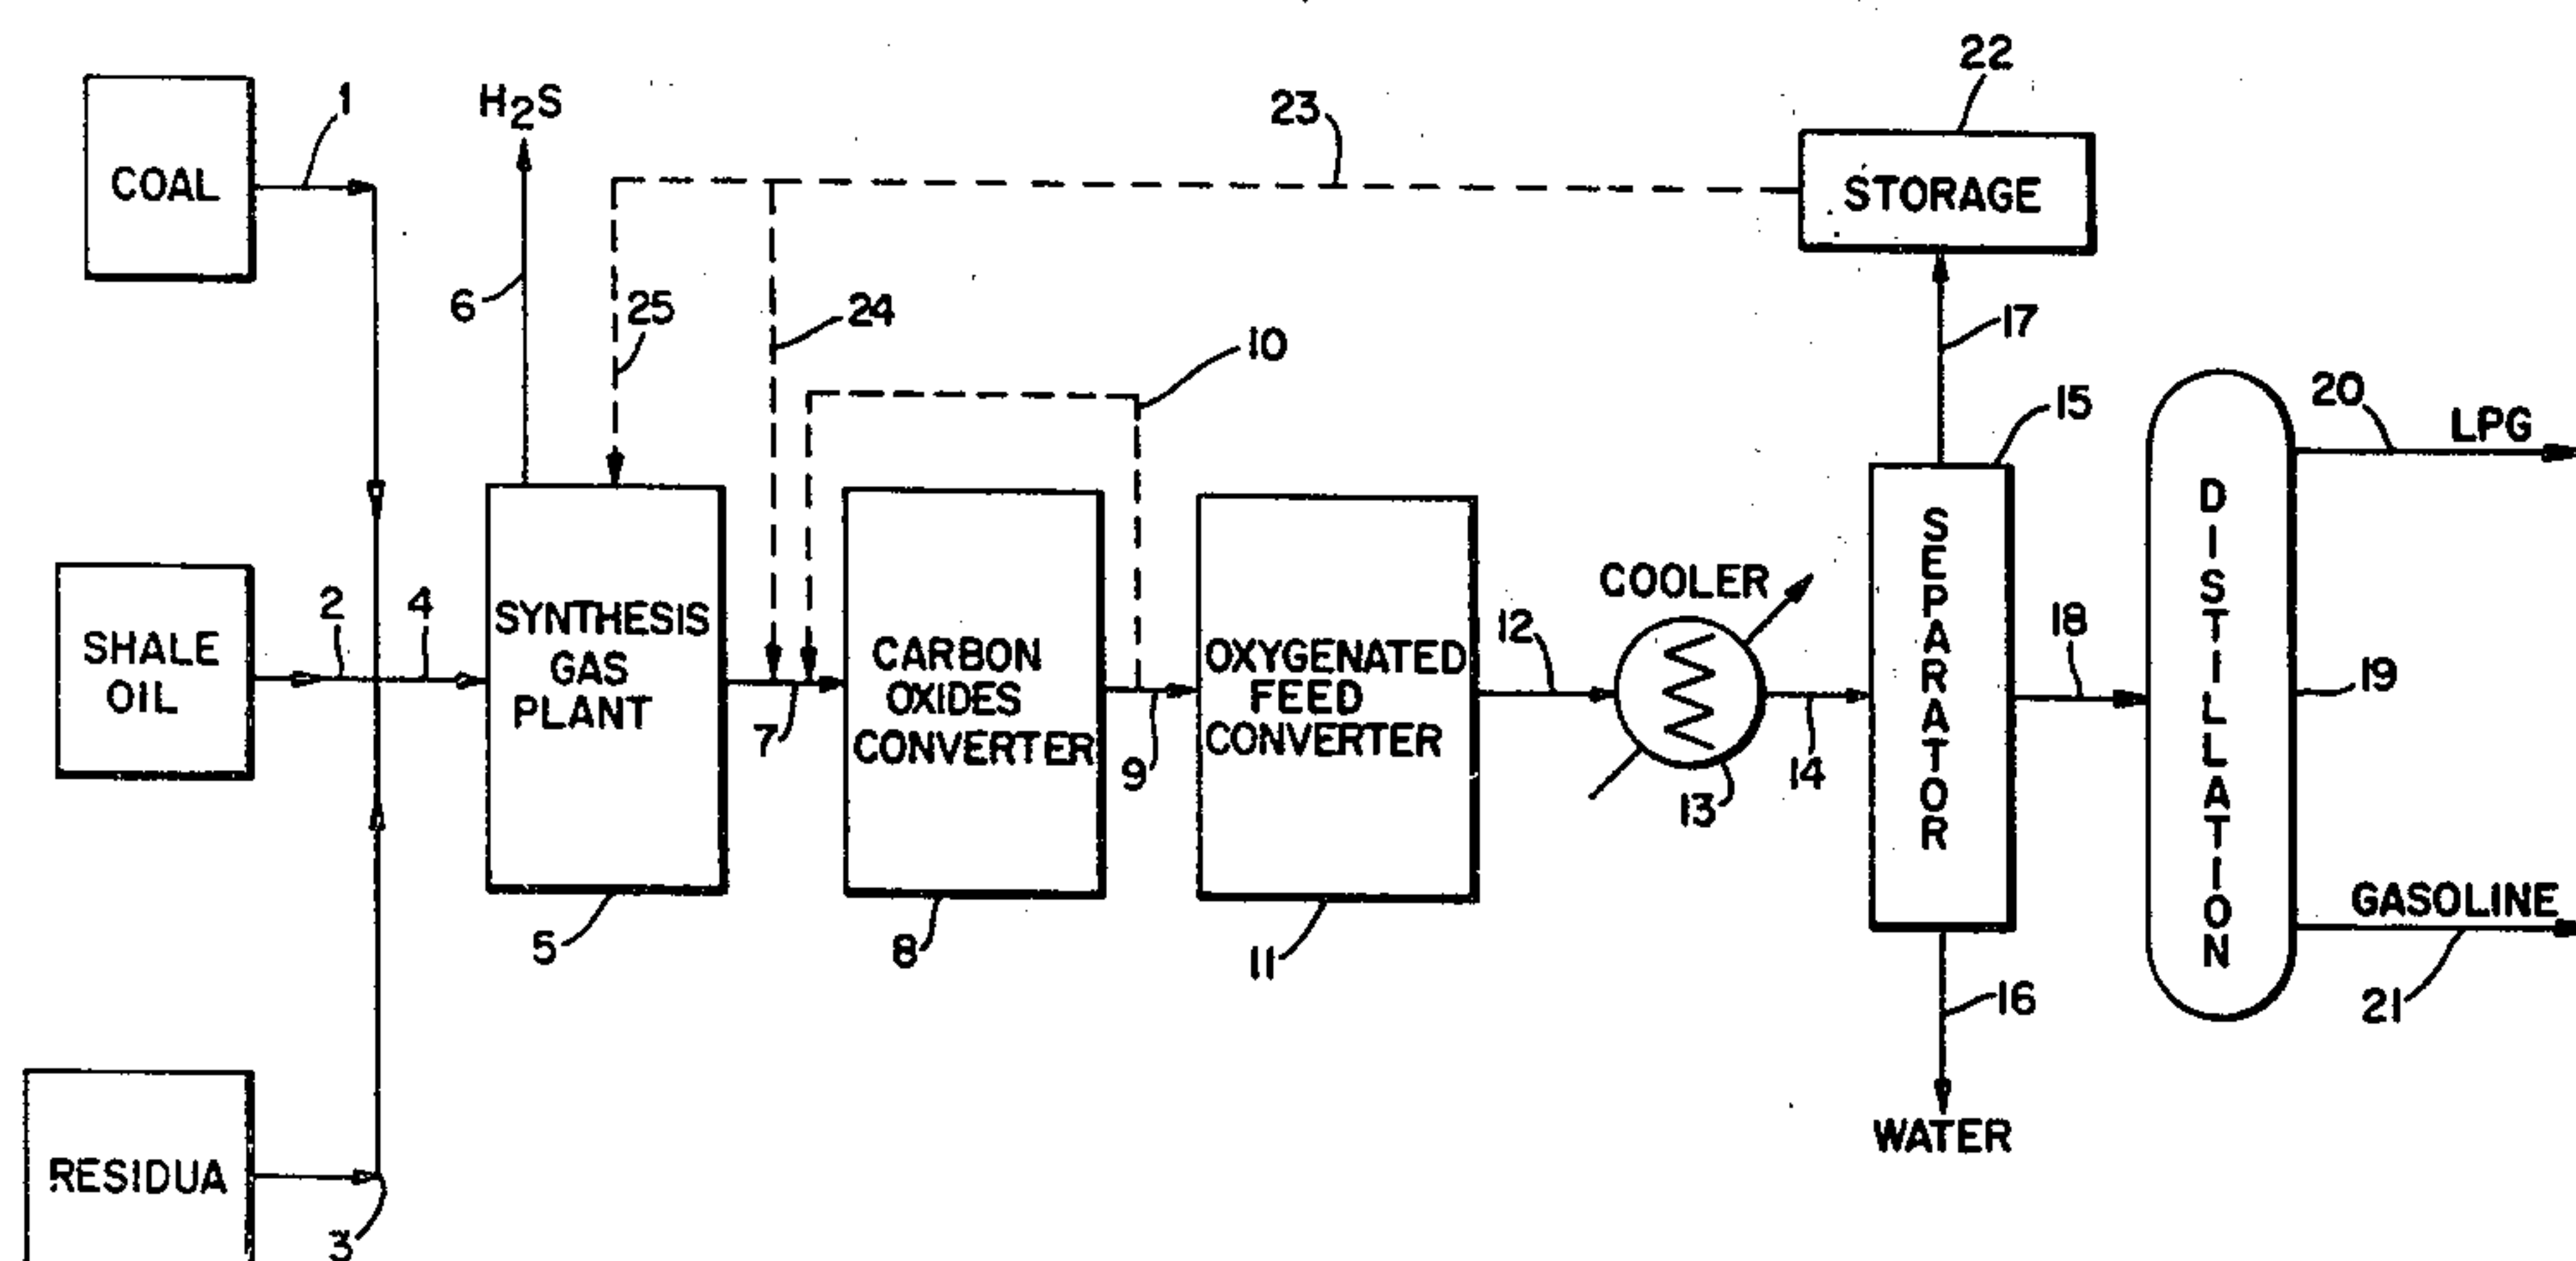 COAL
1
H2S
6
25
23
24
10
22
STORAGE
17
15
20
LPG
SHALE
OIL
2
4
SYNTHESIS
GAS
PLANT
5
7
CARBON
OXIDES
CONVERTER
8
9
OXYGENATED
FEED
CONVERTER
11
12
COOLER
13
14
SEPARATOR
18
DISTILLATION
19
GASOLINE
21
16
WATER
RESIDUA
3